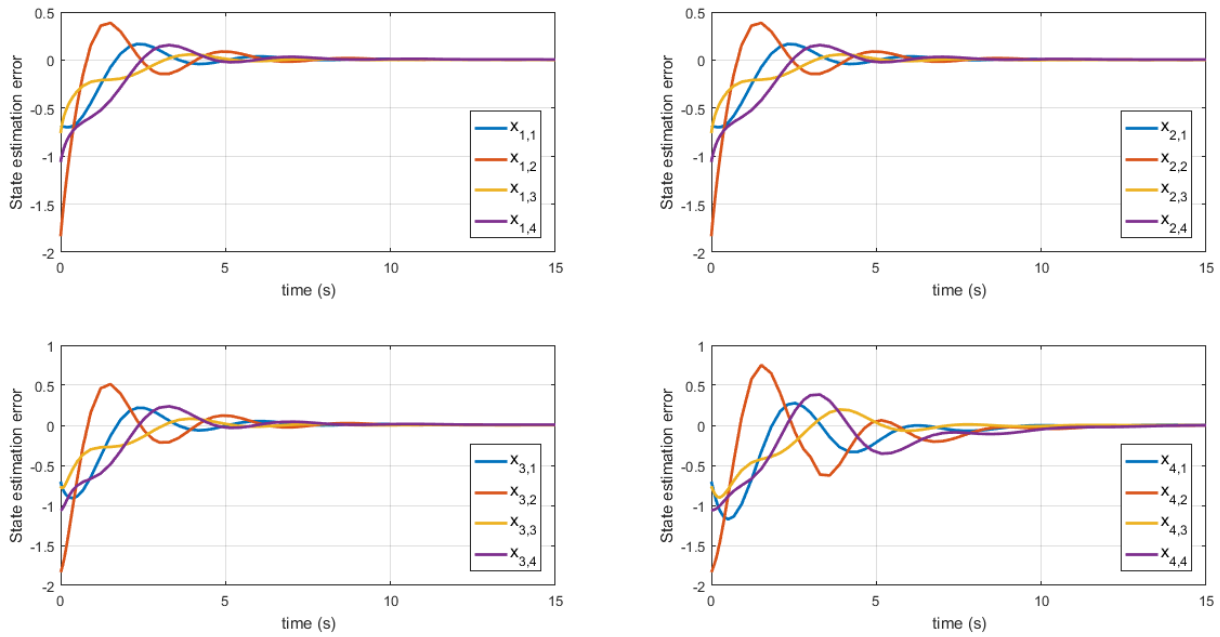 State estimation error
0.5
0
-0.5
-1
-1.5
-2
0
5
10
15
time (s)
x1,1
x1,2
x1,3
x1,4
State estimation error
0.5
0
-0.5
-1
-1.5
-2
0
5
10
15
time (s)
x2,1
x2,2
x2,3
x2,4
State estimation error
1
0.5
0
-0.5
-1
-1.5
-2
0
5
10
15
time (s)
x3,1
x3,2
x3,3
x3,4
State estimation error
1
0.5
0
-0.5
-1
-1.5
-2
0
5
10
15
time (s)
x4,1
x4,2
x4,3
x4,4